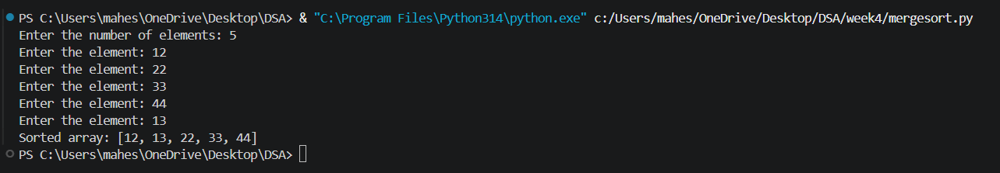 PS C:\Users\mahes\OneDrive\Desktop\DSA> & "C:\Program Files\Python314\python.exe" c:/Users/mahes/OneDrive/Desktop/DSA/week4/mergesort.py
Enter the number of elements: 5
Enter the element: 12
Enter the element: 22
Enter the element: 33
Enter the element: 44
Enter the element: 13
Sorted array: [12, 13, 22, 33, 44]
PS C:\Users\mahes\OneDrive\Desktop\DSA>